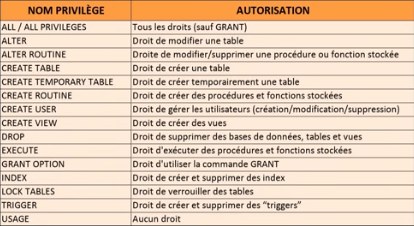 NOM PRIVILÈGE AUTORISATION
ALL / ALL PRIVILEGES Tous les droits (sauf GRANT)
ALTER Droit de modifier une table
ALTER ROUTINE Droit de modifier/supprimer une procédure ou fonction stockée
CREATE TABLE Droit de créer une table
CREATE TEMPORARY TABLE Droit de créer temporairement une table
CREATE ROUTINE Droit de créer des procédures et fonctions stockées
CREATE USER Droit de gérer les utilisateurs (création/modification/suppression)
CREATE VIEW Droit de créer des vues
DROP Droit de supprimer des bases de données, tables et vues
EXECUTE Droit d'exécuter des procédures et fonctions stockées
GRANT OPTION Droit d'utiliser la commande GRANT
INDEX Droit de créer et supprimer des index
LOCK TABLES Droit de verrouiller des tables
TRIGGER Droit de créer et supprimer des “triggers”
USAGE Aucun droit